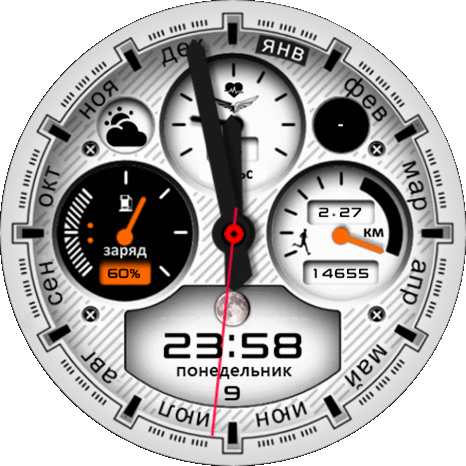 дек
янв
ноя
фев
-
окт
мар
2.27
км
заряд
60%
14655
сен
апр
23:58
понедельник
9
авг
май
июл
июн